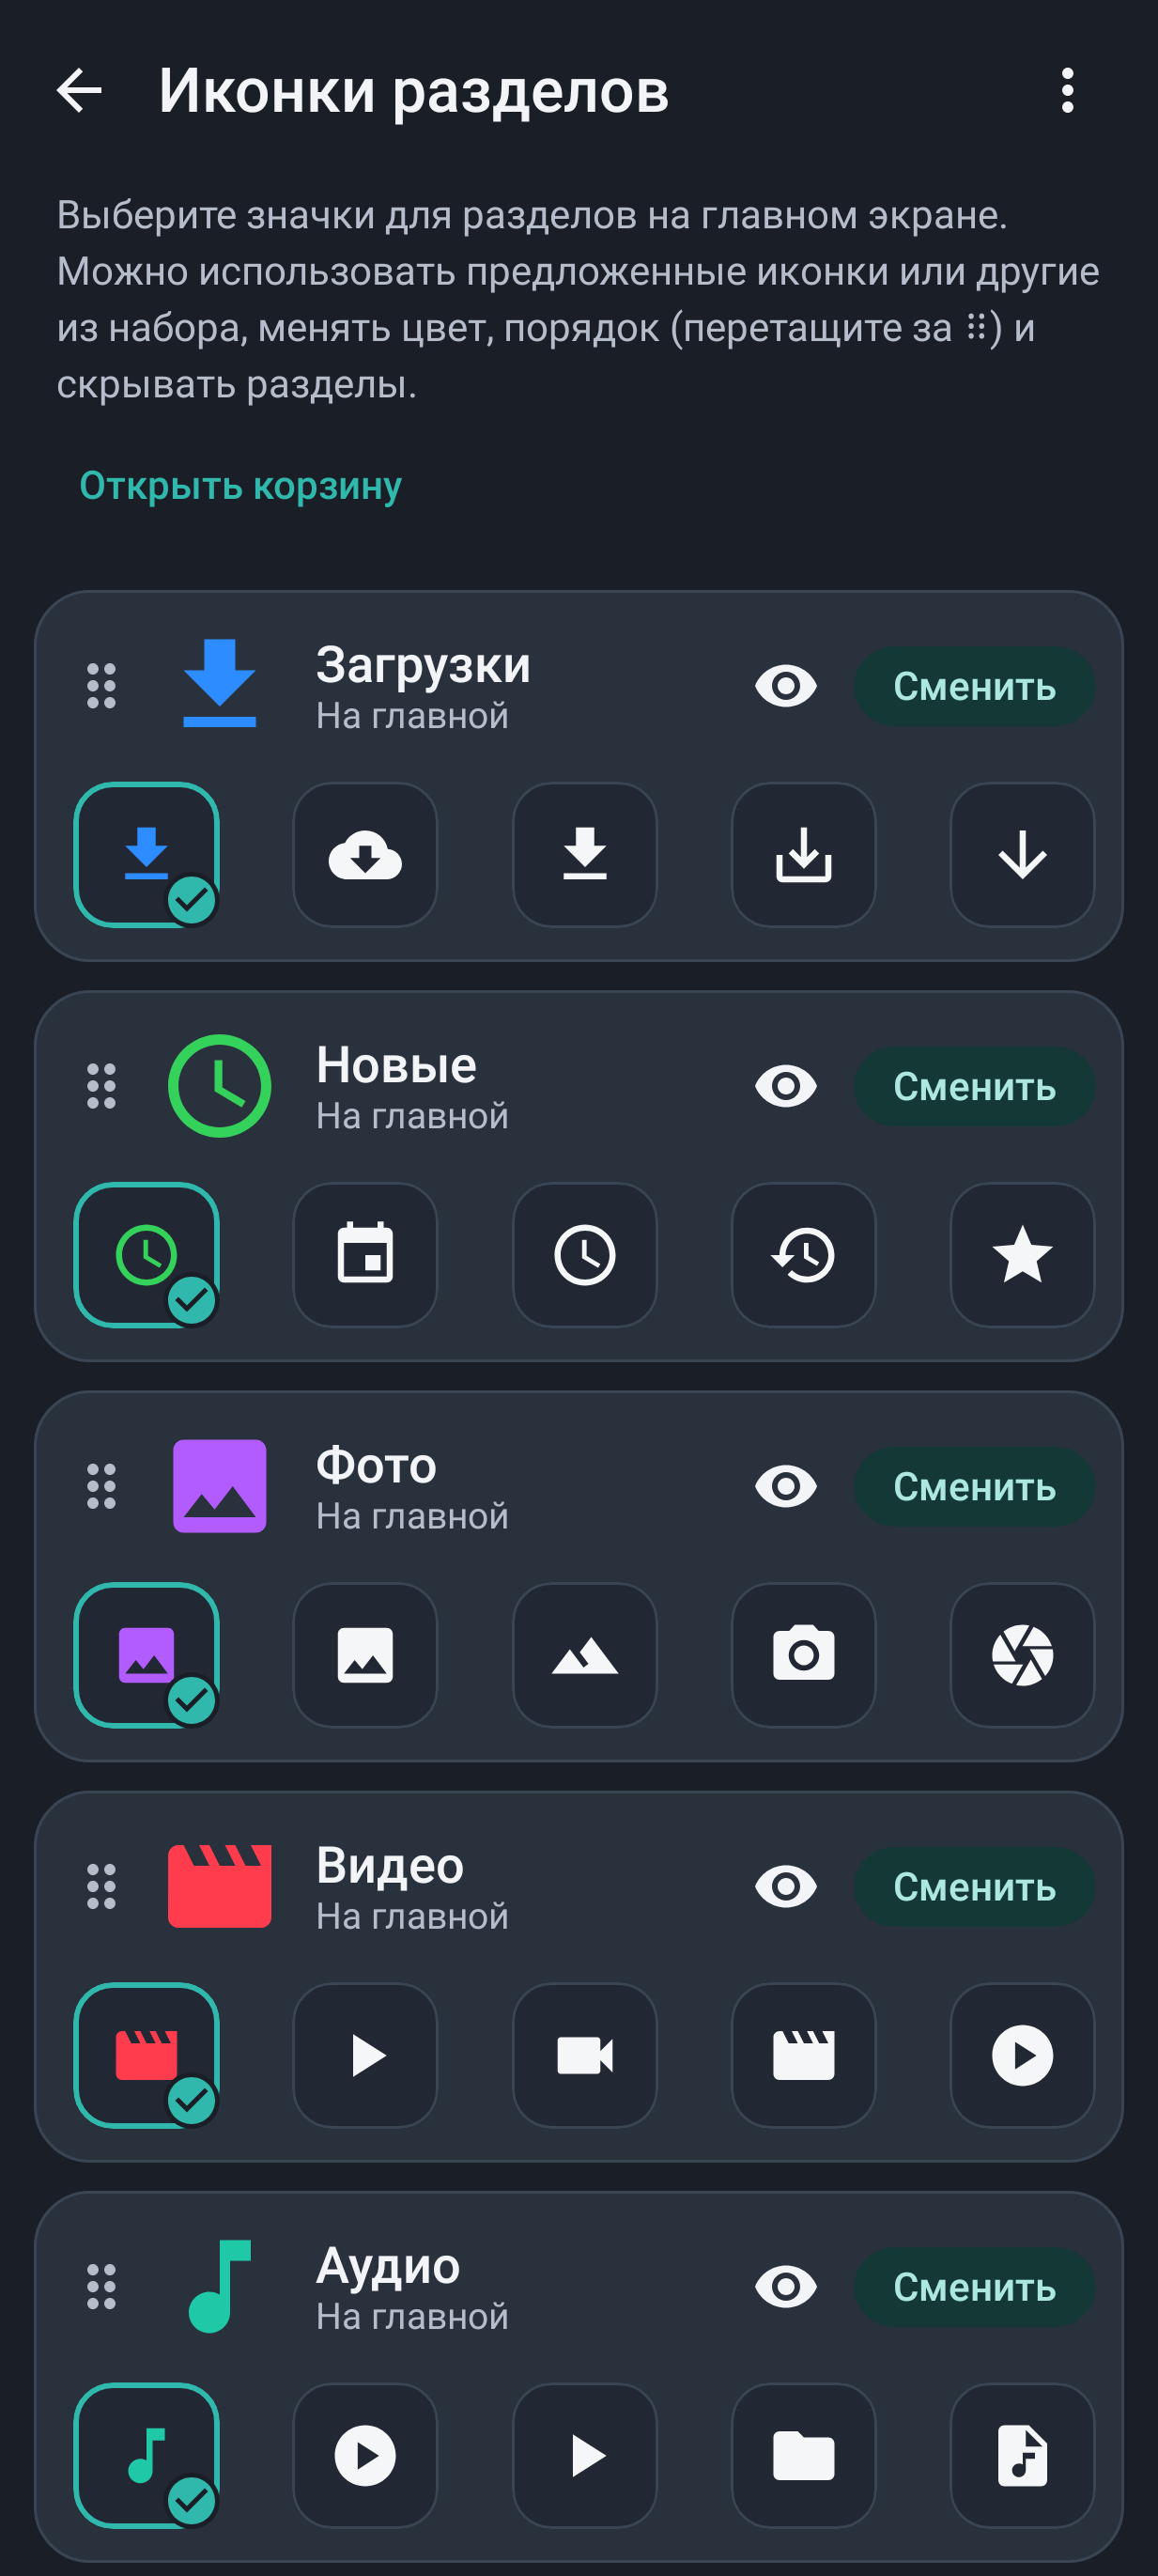 Иконки разделов
Выберите значки для разделов на главном экране.
Можно использовать предложенные иконки или другие
из набора, менять цвет, порядок (перетащите за ⠿) и
скрывать разделы.
Открыть корзину
Загрузки
На главной
Сменить
Новые
На главной
Сменить
Фото
На главной
Сменить
Видео
На главной
Сменить
Аудио
На главной
Сменить